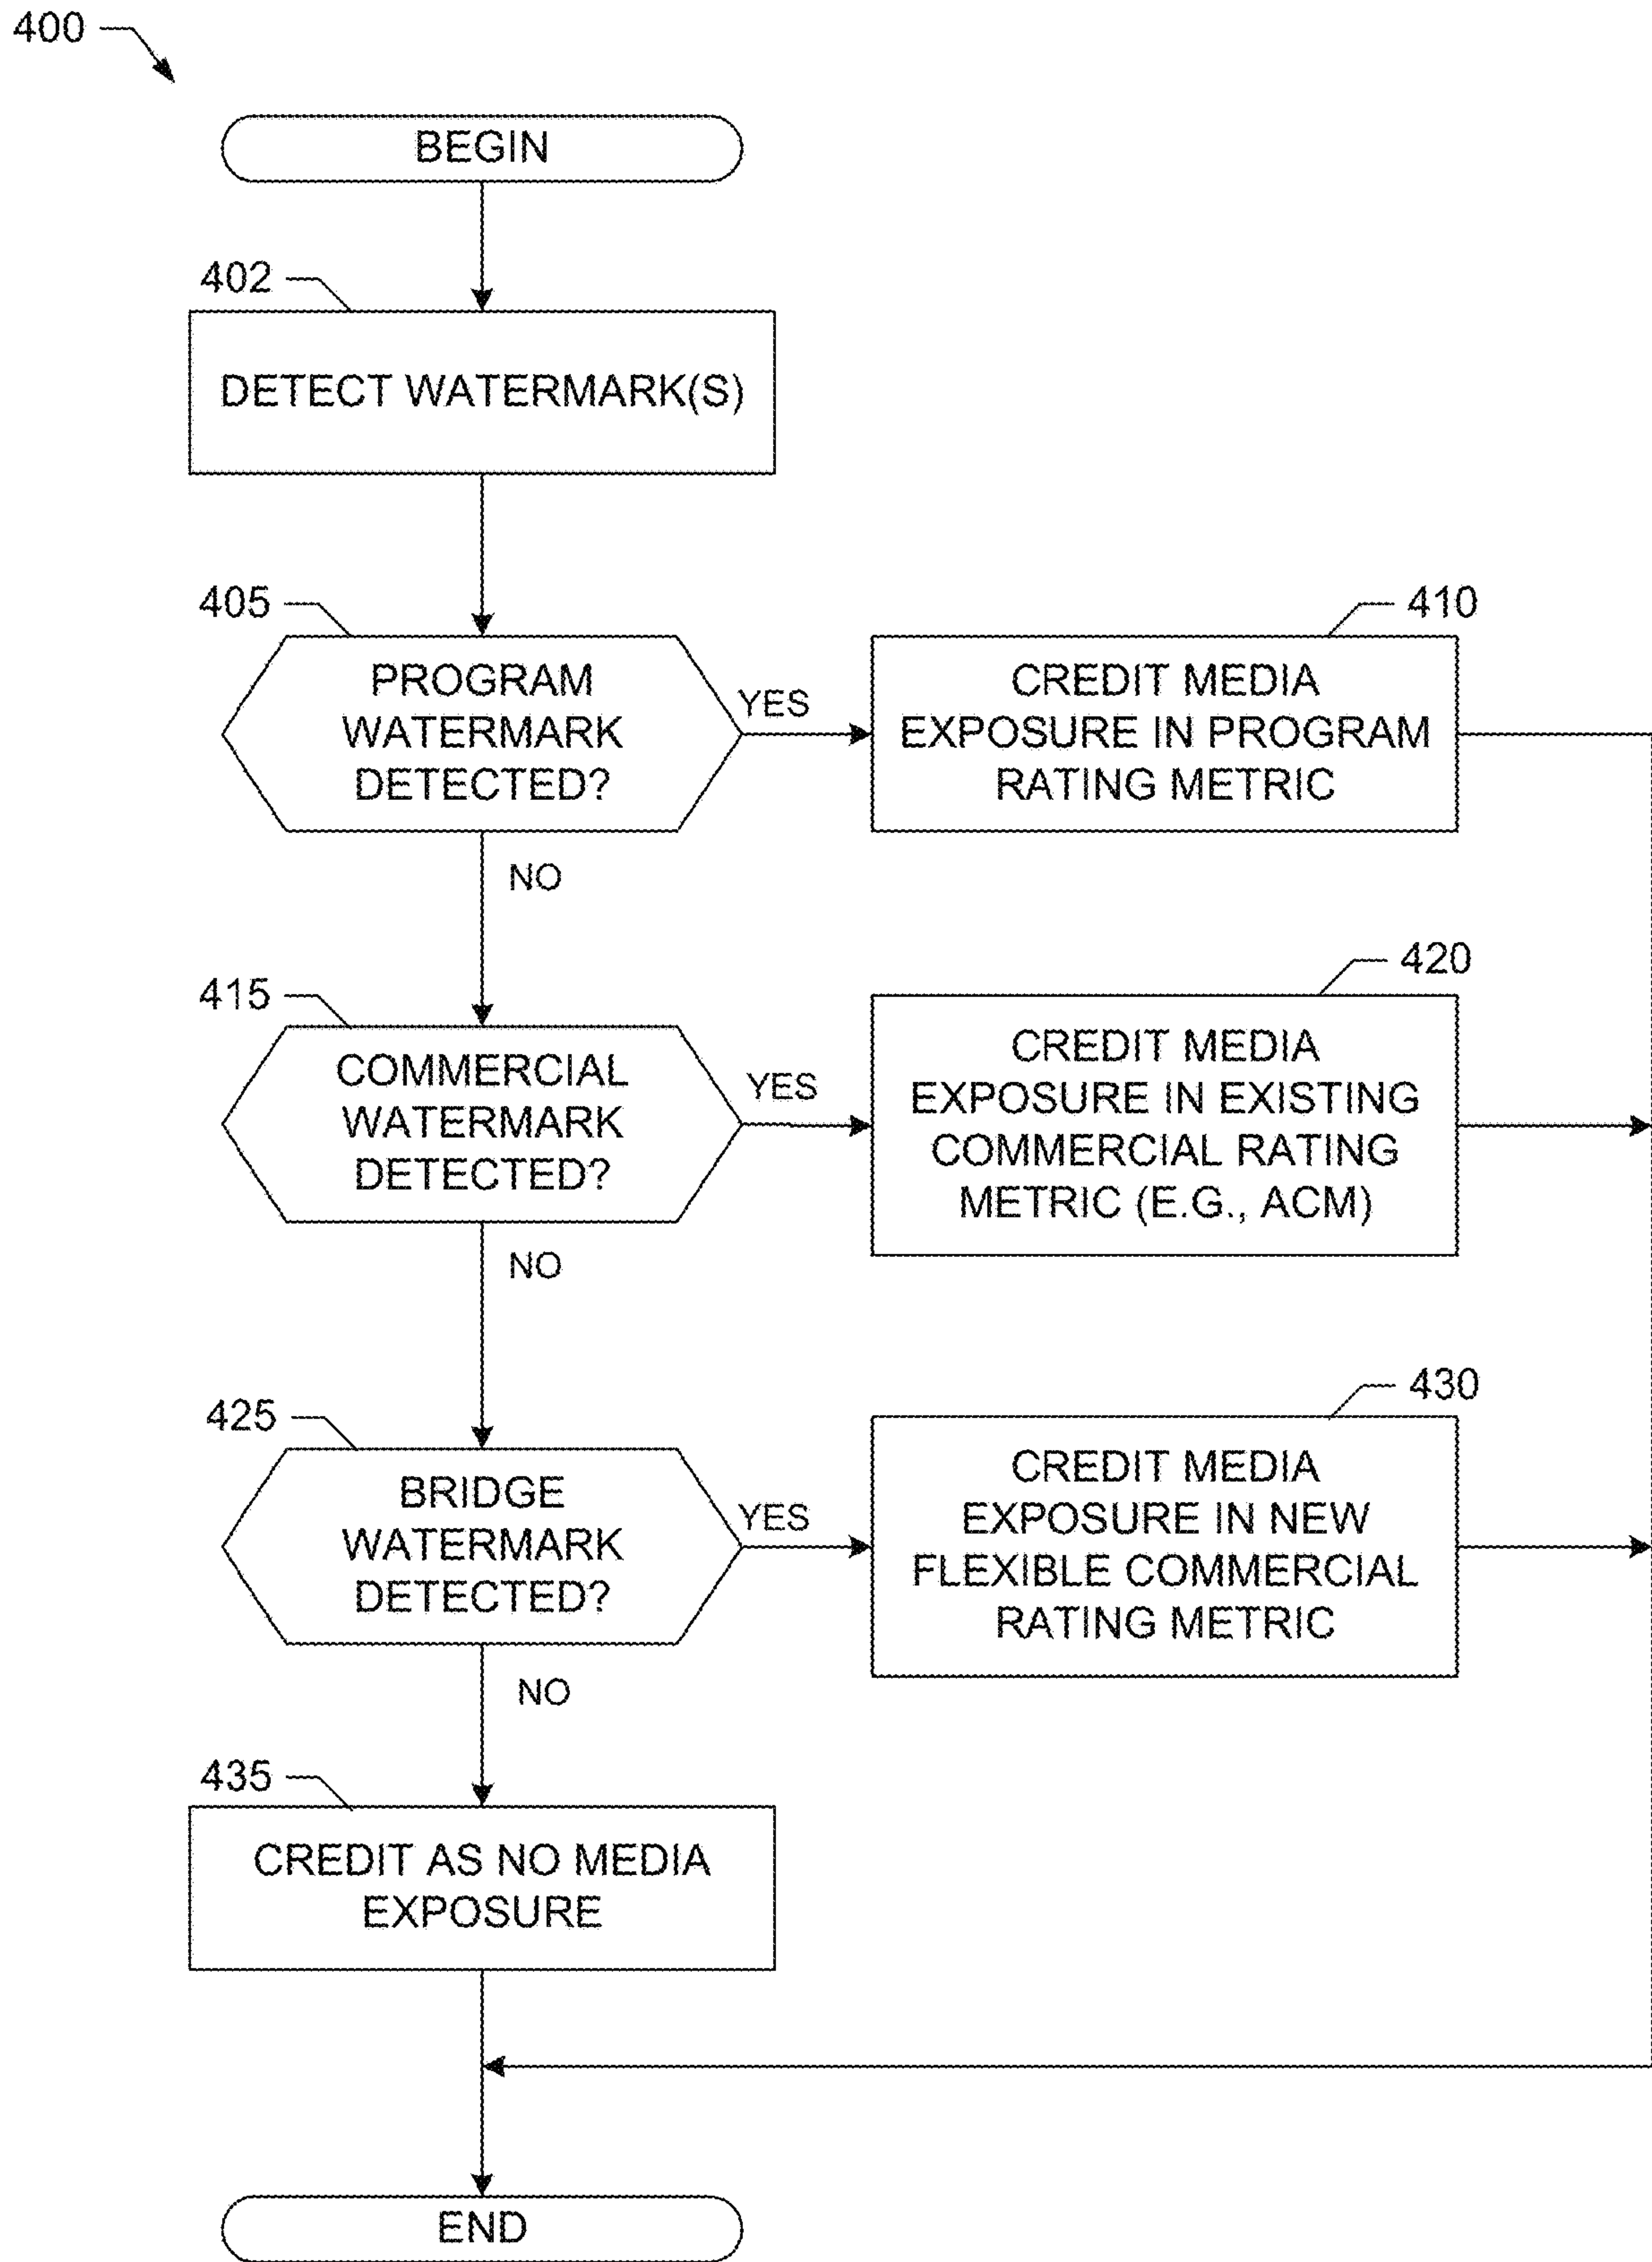 400
BEGIN
402
DETECT WATERMARK(S)
405
PROGRAM
WATERMARK
DETECTED?
YES
410
CREDIT MEDIA
EXPOSURE IN PROGRAM
RATING METRIC
NO
415
COMMERCIAL
WATERMARK
DETECTED?
YES
420
CREDIT MEDIA
EXPOSURE IN EXISTING
COMMERCIAL RATING
METRIC (E.G., ACM)
NO
425
BRIDGE
WATERMARK
DETECTED?
YES
430
CREDIT MEDIA
EXPOSURE IN NEW
FLEXIBLE COMMERCIAL
RATING METRIC
NO
435
CREDIT AS NO MEDIA
EXPOSURE
END